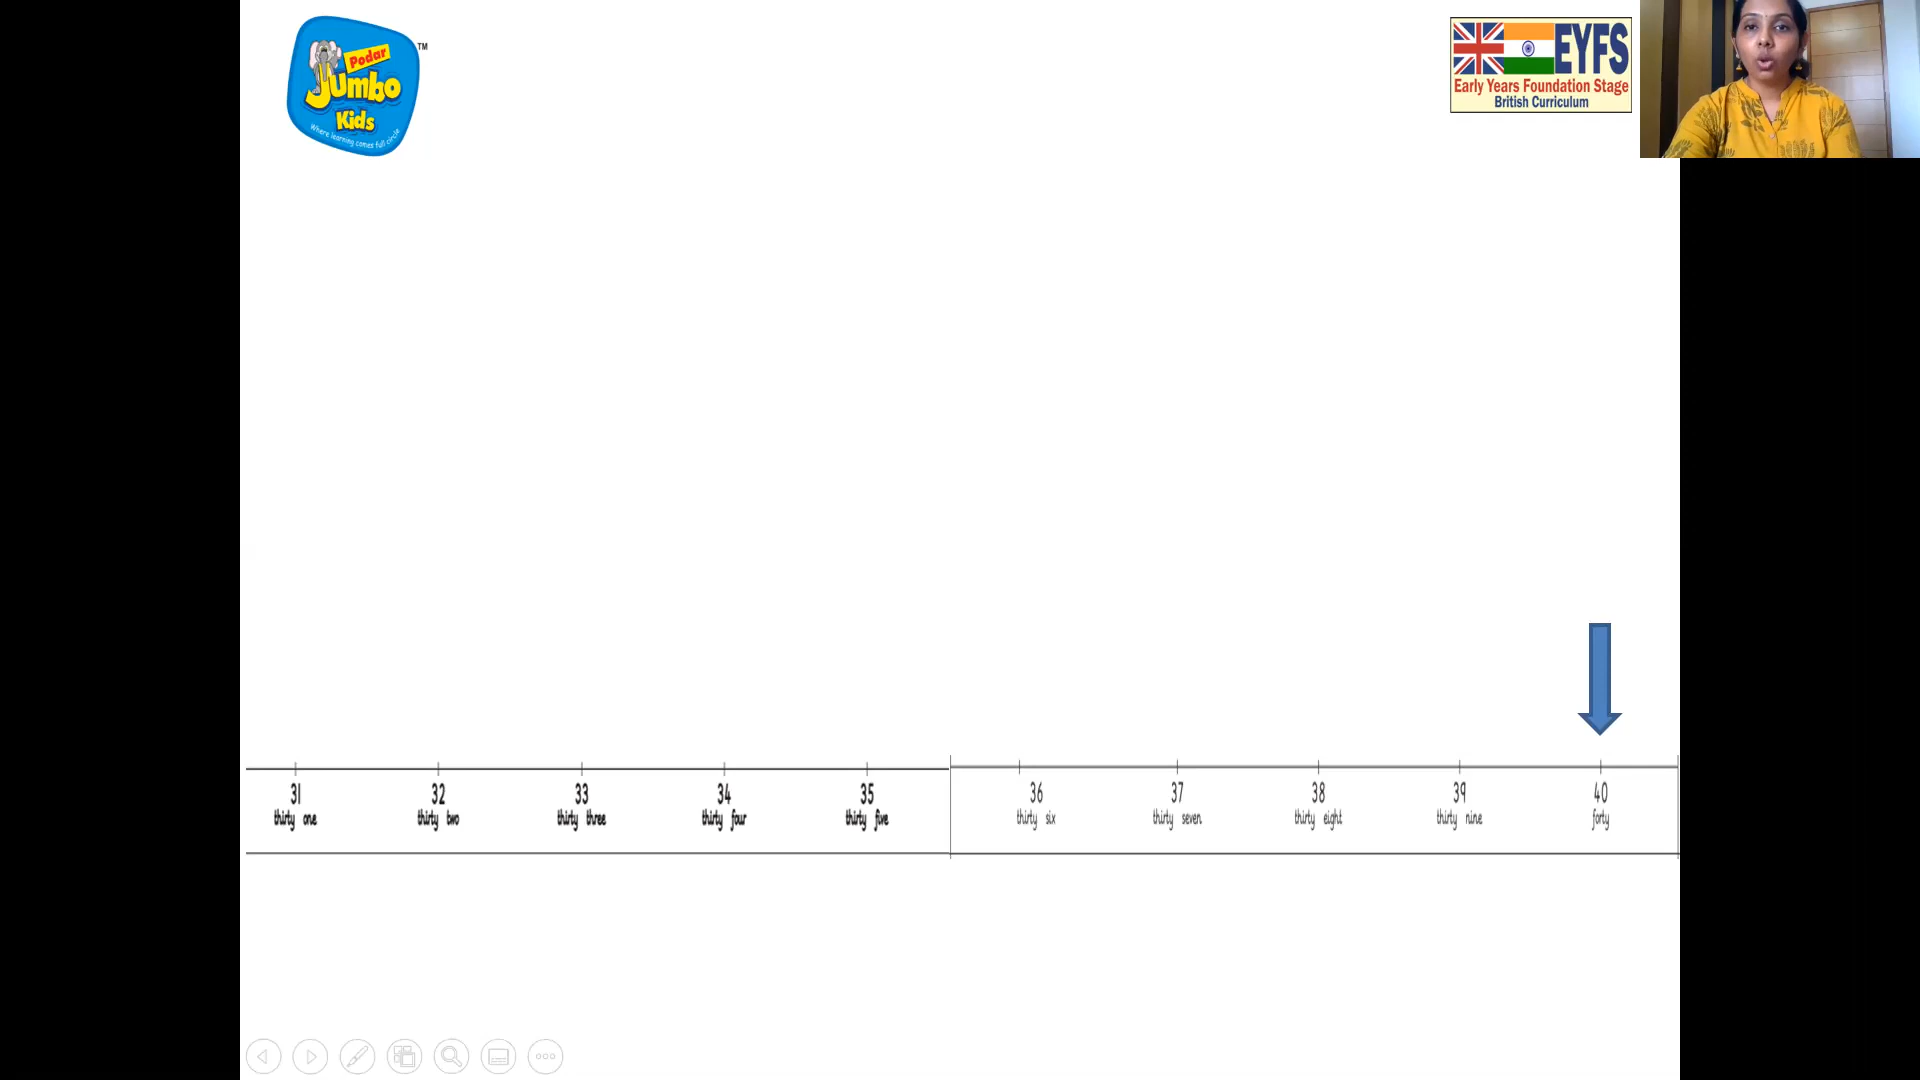 Podar
Jumbo
Kids
Where learning comes full circle
TM
EYFS
Early Years Foundation Stage
British Curriculum
31 32 33 34 35 36 37 38 39 40
thirty one thirty two thirty three thirty four thirty five thirty six thirty seven thirty eight thirty nine forty